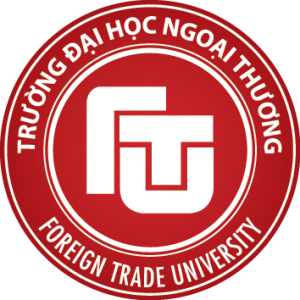 TRƯỜNG ĐẠI HỌC NGOẠI THƯƠNG
FTU
FOREIGN TRADE UNIVERSITY